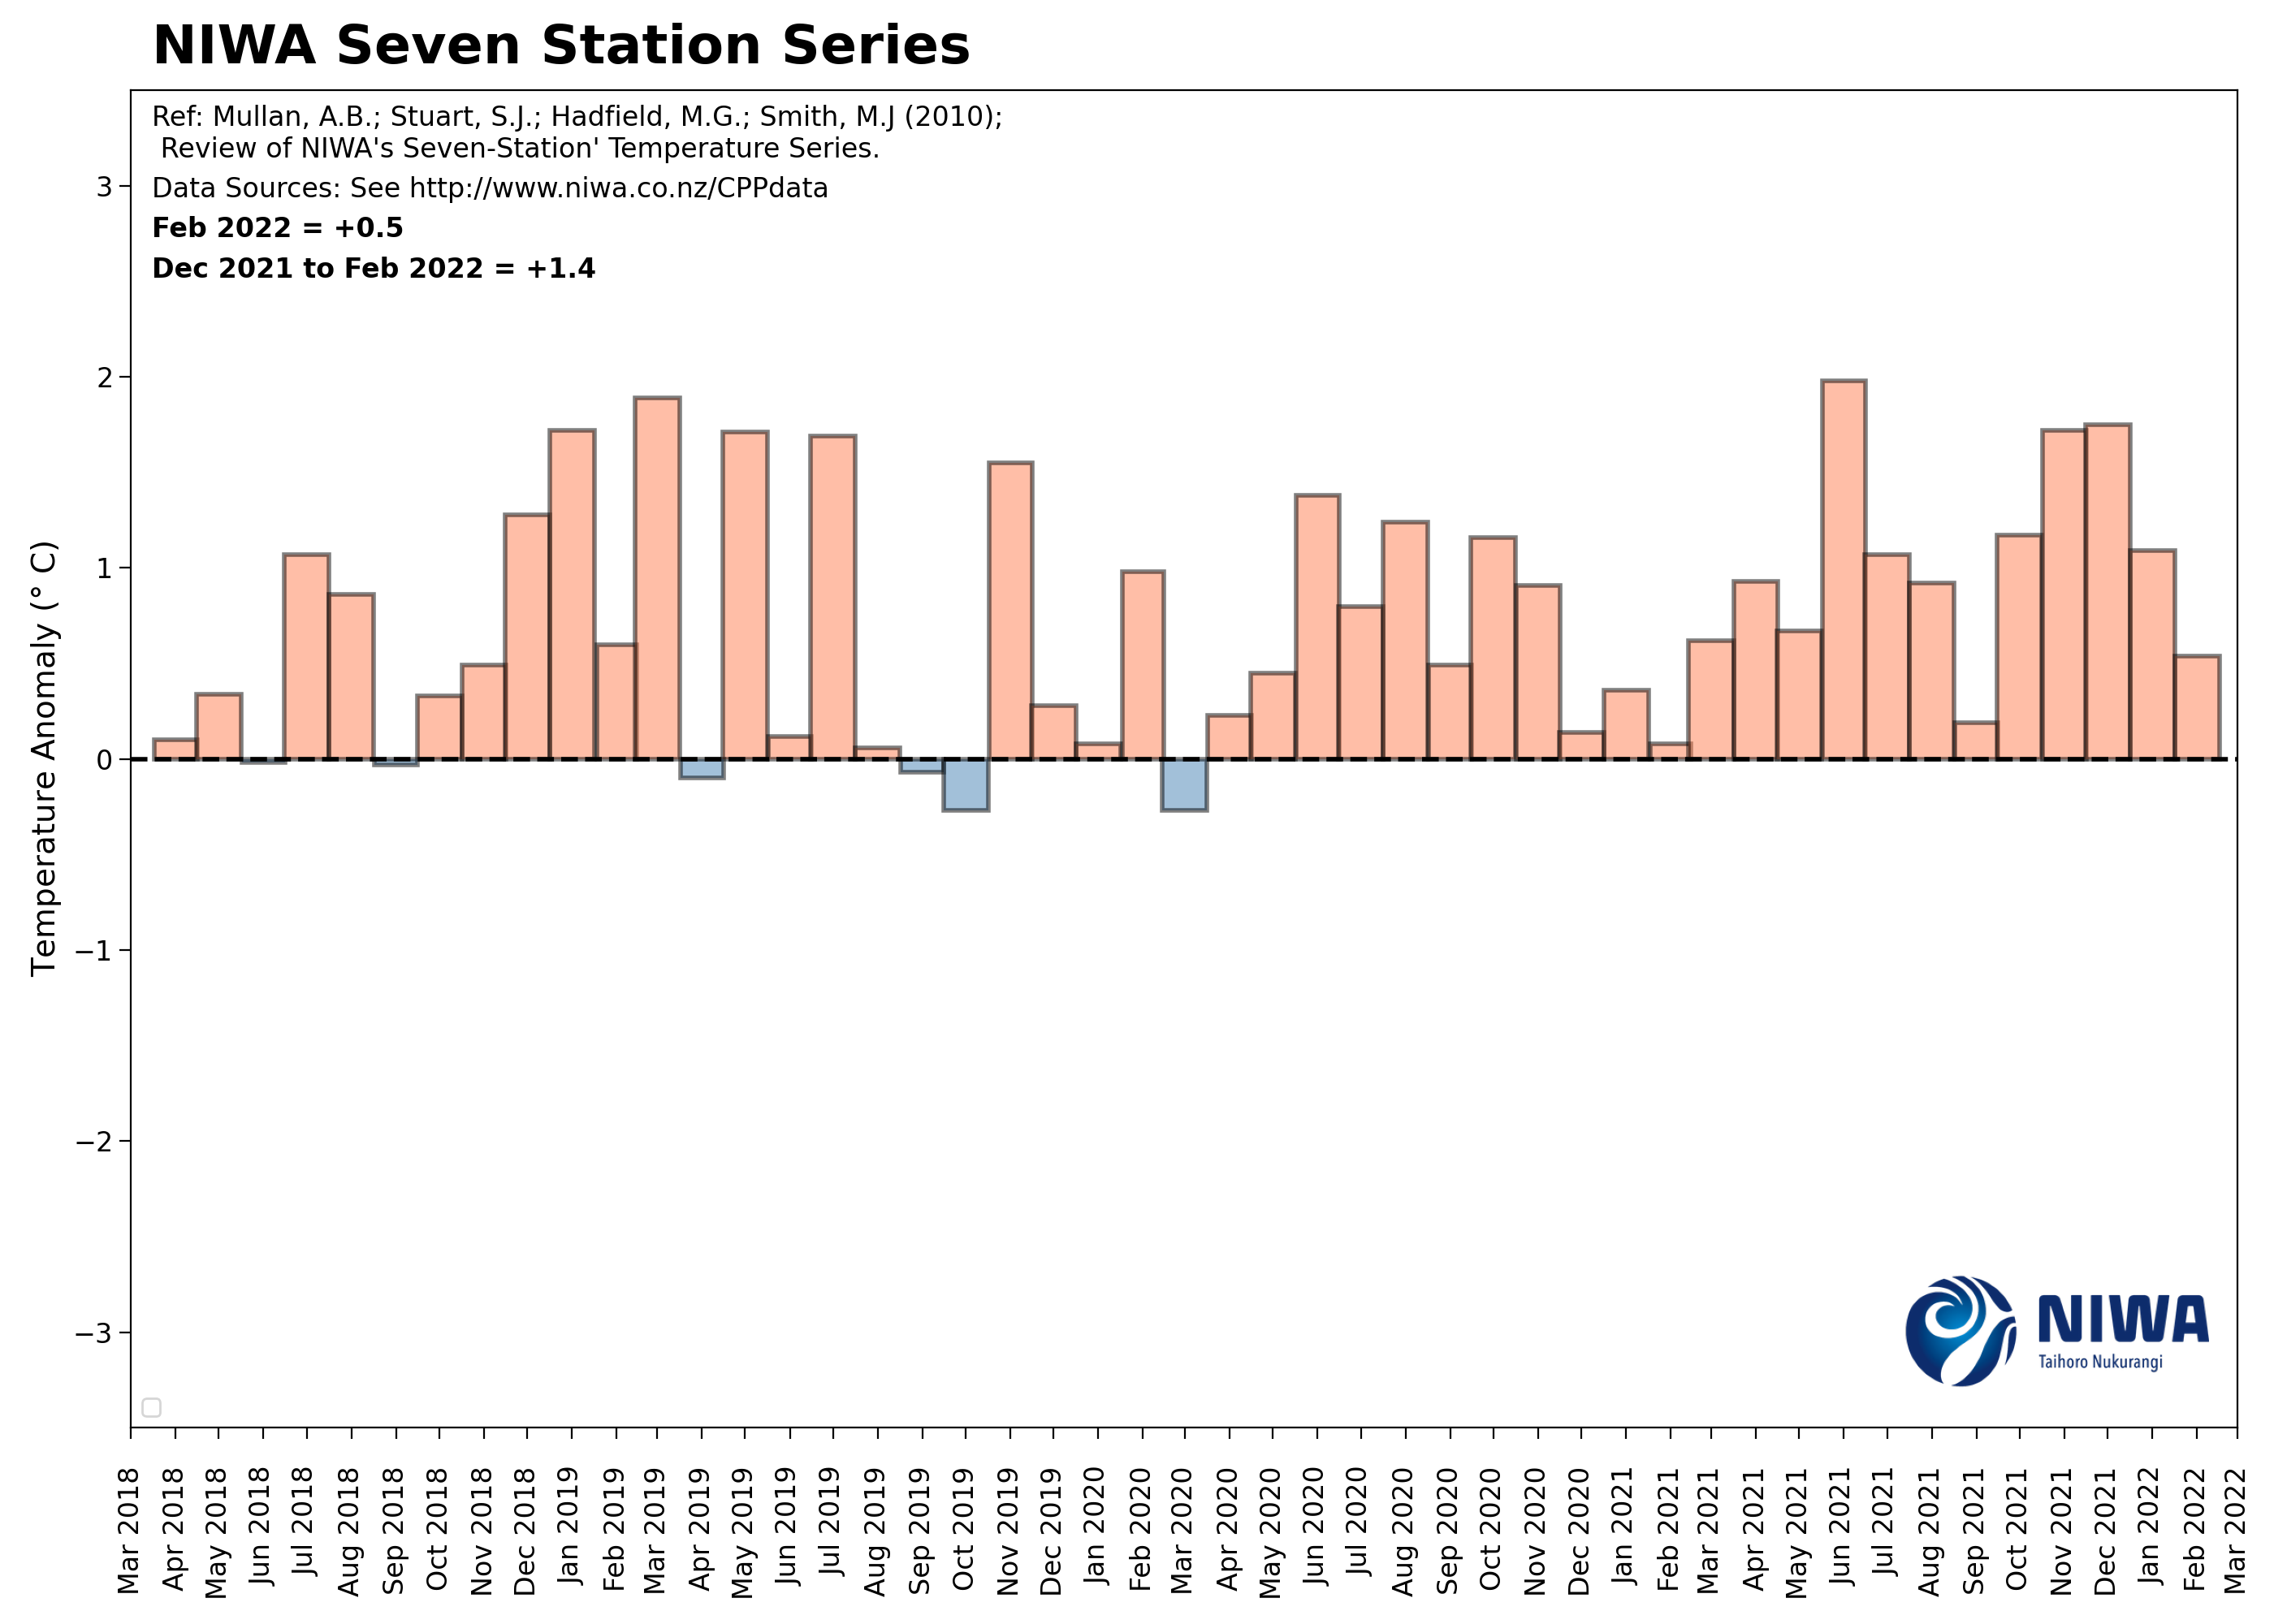 NIWA Seven Station Series
Ref: Mullan, A.B.; Stuart, S.J.; Hadfield, M.G.; Smith, M.J (2010);
Review of NIWA's Seven-Station' Temperature Series.
Data Sources: See http://www.niwa.co.nz/CPPdata
Feb 2022 = +0.5
Dec 2021 to Feb 2022 = +1.4
Temperature Anomaly (° C)
3
2
1
0
−1
−2
−3
NIWA
Taihoro Nukurangi
Mar 2018
Apr 2018
May 2018
Jun 2018
Jul 2018
Aug 2018
Sep 2018
Oct 2018
Nov 2018
Dec 2018
Jan 2019
Feb 2019
Mar 2019
Apr 2019
May 2019
Jun 2019
Jul 2019
Aug 2019
Sep 2019
Oct 2019
Nov 2019
Dec 2019
Jan 2020
Feb 2020
Mar 2020
Apr 2020
May 2020
Jun 2020
Jul 2020
Aug 2020
Sep 2020
Oct 2020
Nov 2020
Dec 2020
Jan 2021
Feb 2021
Mar 2021
Apr 2021
May 2021
Jun 2021
Jul 2021
Aug 2021
Sep 2021
Oct 2021
Nov 2021
Dec 2021
Jan 2022
Feb 2022
Mar 2022